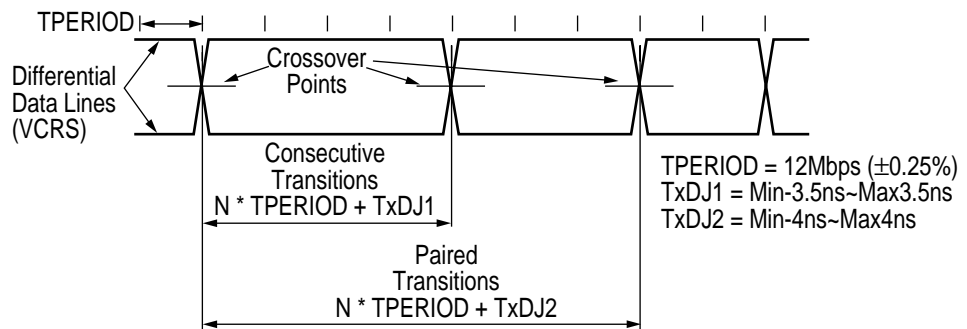 TPERIOD
Differential
Data Lines
(VCRS)
Crossover
Points
Consecutive
Transitions
N * TPERIOD + TxDJ1
Paired
Transitions
N * TPERIOD + TxDJ2
TPERIOD = 12Mbps (±0.25%)
TxDJ1 = Min-3.5ns~Max3.5ns
TxDJ2 = Min-4ns~Max4ns